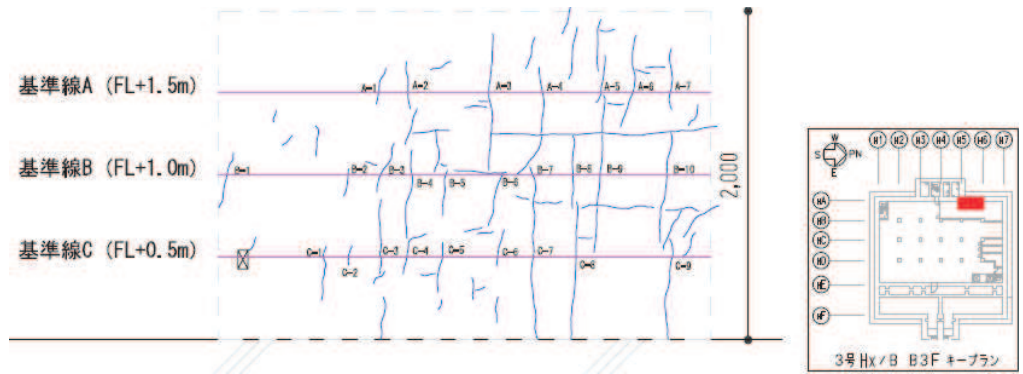 基準線A (FL+1.5m)
A-1
A-2
A-3
A-4
A-5
A-6
A-7
基準線B (FL+1.0m)
B-1
B-2
B-3
B-4
B-5
B-6
B-7
B-8
B-9
B-10
基準線C (FL+0.5m)
C-1
C-2
C-3
C-4
C-5
C-6
C-7
C-8
C-9
2,000
W
S
PN
E
H1
H2
H3
H4
H5
H6
H7
HA
HB
HC
HD
HE
HF
3号Hx/B B3F キープラン